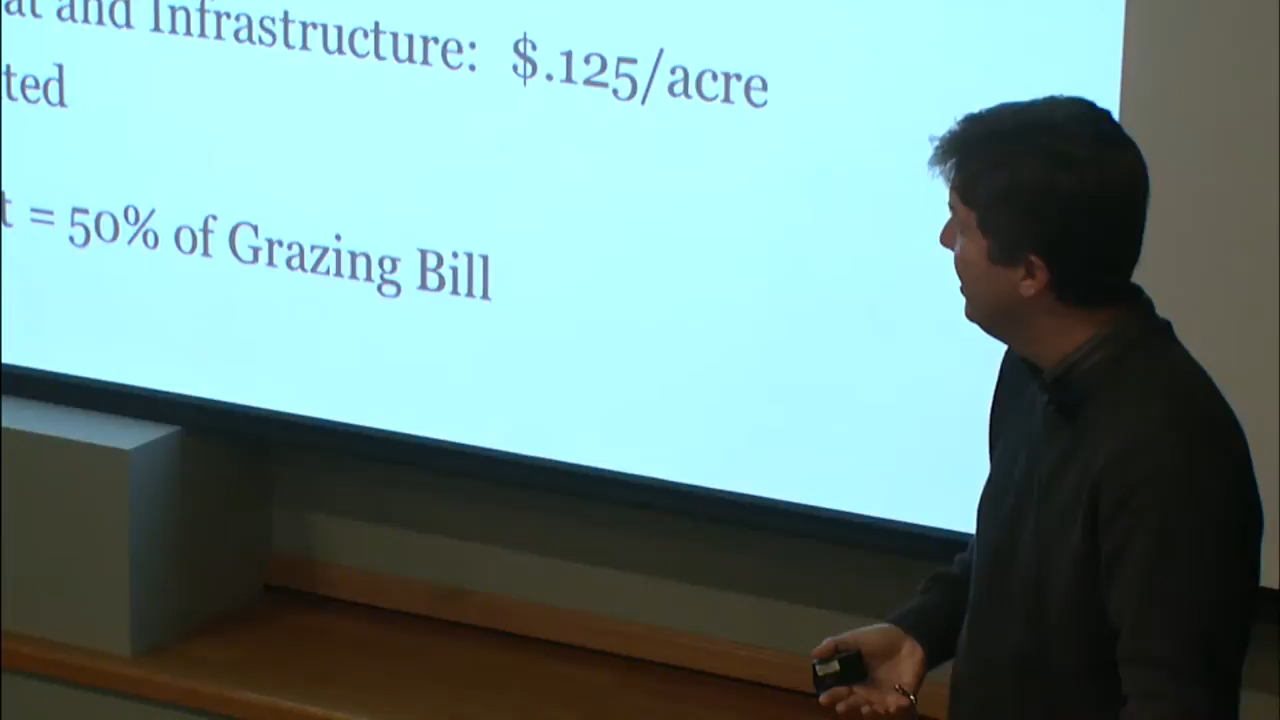 and Infrastructure: $.125/acre
ted
= 50% of Grazing Bill